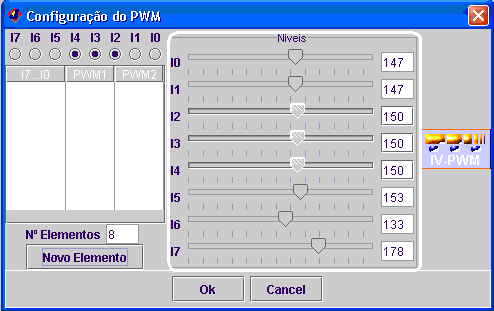 Configuração do PWM
I7 I6 I5 I4 I3 I2 I1 I0
I7...I0 PWM1 PWM2
Nº Elementos 8
Novo Elemento
Niveis
I0 147
I1 147
I2 150
I3 150
I4 150
I5 153
I6 133
I7 178
IV-PWM
Ok Cancel